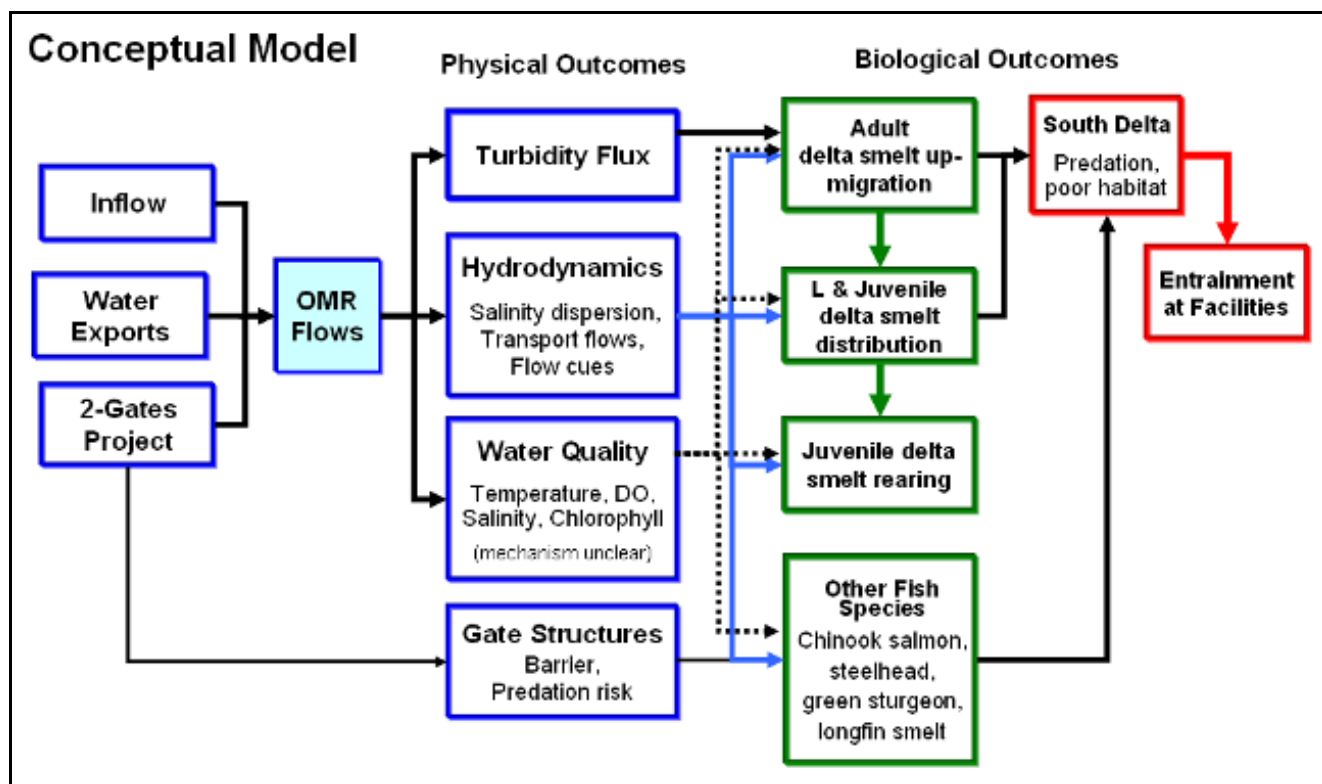 Conceptual Model
Physical Outcomes
Biological Outcomes
Inflow
Water
Exports
2-Gates
Project
OMR
Flows
Turbidity Flux
Hydrodynamics
Salinity dispersion,
Transport flows,
Flow cues
Water Quality
Temperature, DO,
Salinity, Chlorophyll
(mechanism unclear)
Gate Structures
Barrier,
Predation risk
Adult
delta smelt up-
migration
L & Juvenile
delta smelt
distribution
Juvenile delta
smelt rearing
Other Fish
Species
Chinook salmon,
steelhead,
green sturgeon,
longfin smelt
South Delta
Predation,
poor habitat
Entrainment
at Facilities